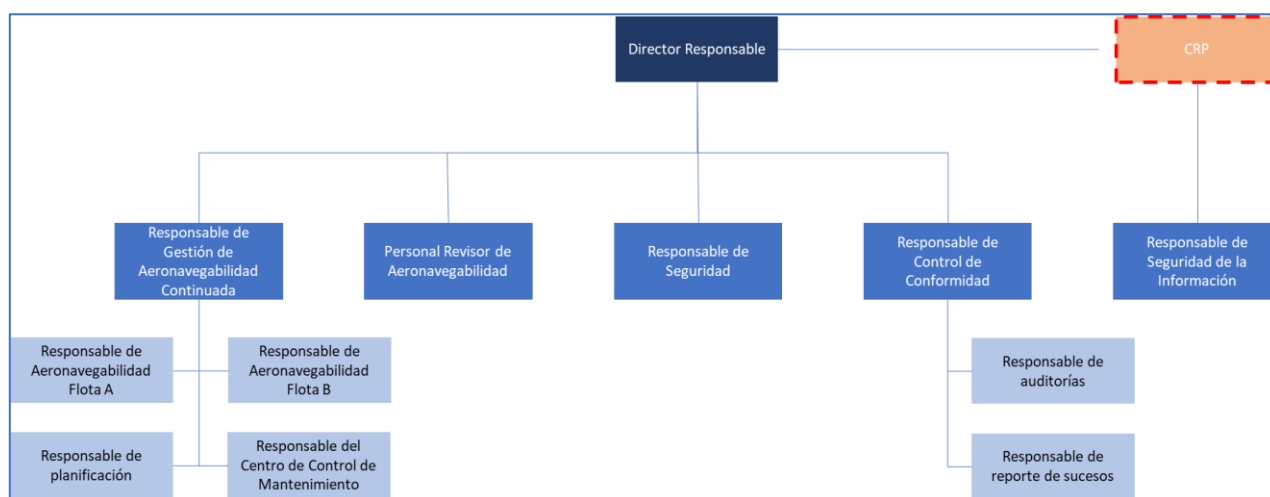 Director Responsable
CRP
Responsable de
Gestión de
Aeronavegabilidad
Continuada
Personal Revisor de
Aeronavegabilidad
Responsable de
Seguridad
Responsable de
Control de
Conformidad
Responsable de
Seguridad de la
Información
Responsable de
Aeronavegabilidad
Flota A
Responsable de
Aeronavegabilidad
Flota B
Responsable de
auditorías
Responsable de
planificación
Responsable del
Centro de Control de
Mantenimiento
Responsable de
reporte de sucesos